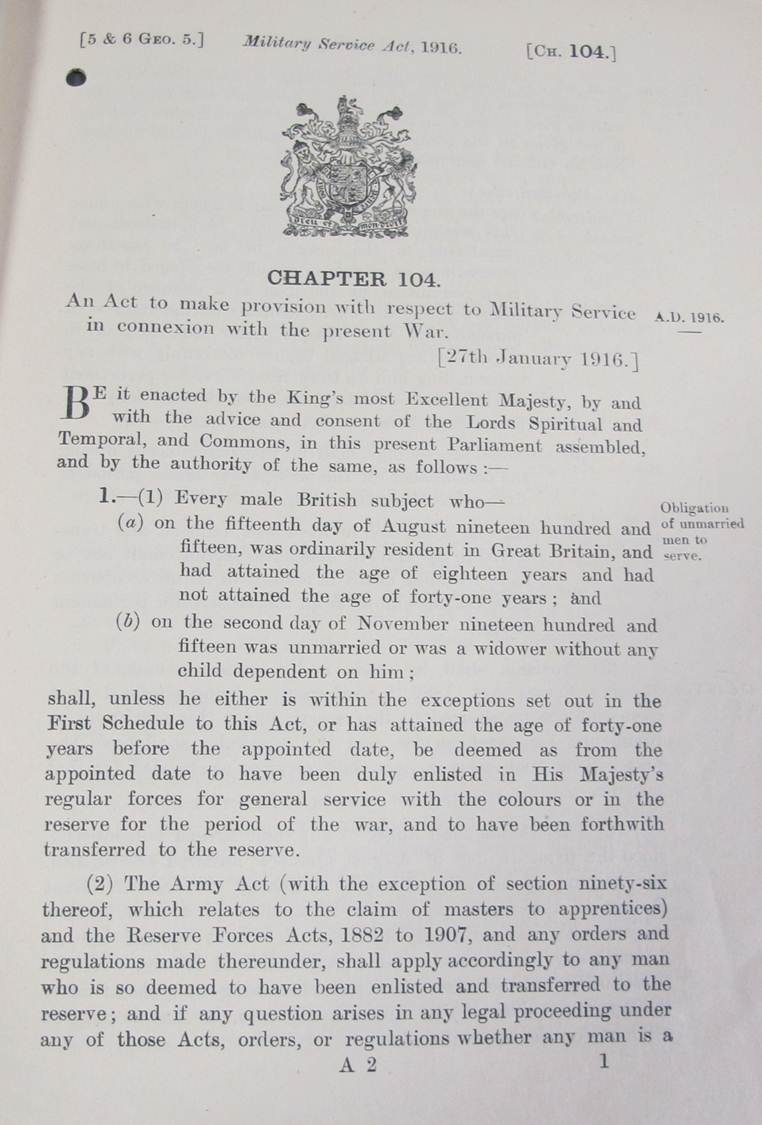 [5 & 6 GEO. 5.] Military Service Act, 1916. [CH. 104.]
Dieu et mon droit
CHAPTER 104.
An Act to make provision with respect to Military Service
in connexion with the present War.
A.D. 1916.
[27th January 1916.]
BE it enacted by the King's most Excellent Majesty, by and
with the advice and consent of the Lords Spiritual and
Temporal, and Commons, in this present Parliament assembled,
and by the authority of the same, as follows :—
1.—(1) Every male British subject who—
Obligation
of unmarried
men to
serve.
(a) on the fifteenth day of August nineteen hundred and
fifteen, was ordinarily resident in Great Britain, and
had attained the age of eighteen years and had
not attained the age of forty-one years ; and
(b) on the second day of November nineteen hundred and
fifteen was unmarried or was a widower without any
child dependent on him ;
shall, unless he either is within the exceptions set out in the
First Schedule to this Act, or has attained the age of forty-one
years before the appointed date, be deemed as from the
appointed date to have been duly enlisted in His Majesty's
regular forces for general service with the colours or in the
reserve for the period of the war, and to have been forthwith
transferred to the reserve.
(2) The Army Act (with the exception of section ninety-six
thereof, which relates to the claim of masters to apprentices)
and the Reserve Forces Acts, 1882 to 1907, and any orders and
regulations made thereunder, shall apply accordingly to any man
who is so deemed to have been enlisted and transferred to the
reserve ; and if any question arises in any legal proceeding under
any of those Acts, orders, or regulations whether any man is a
A 2 1